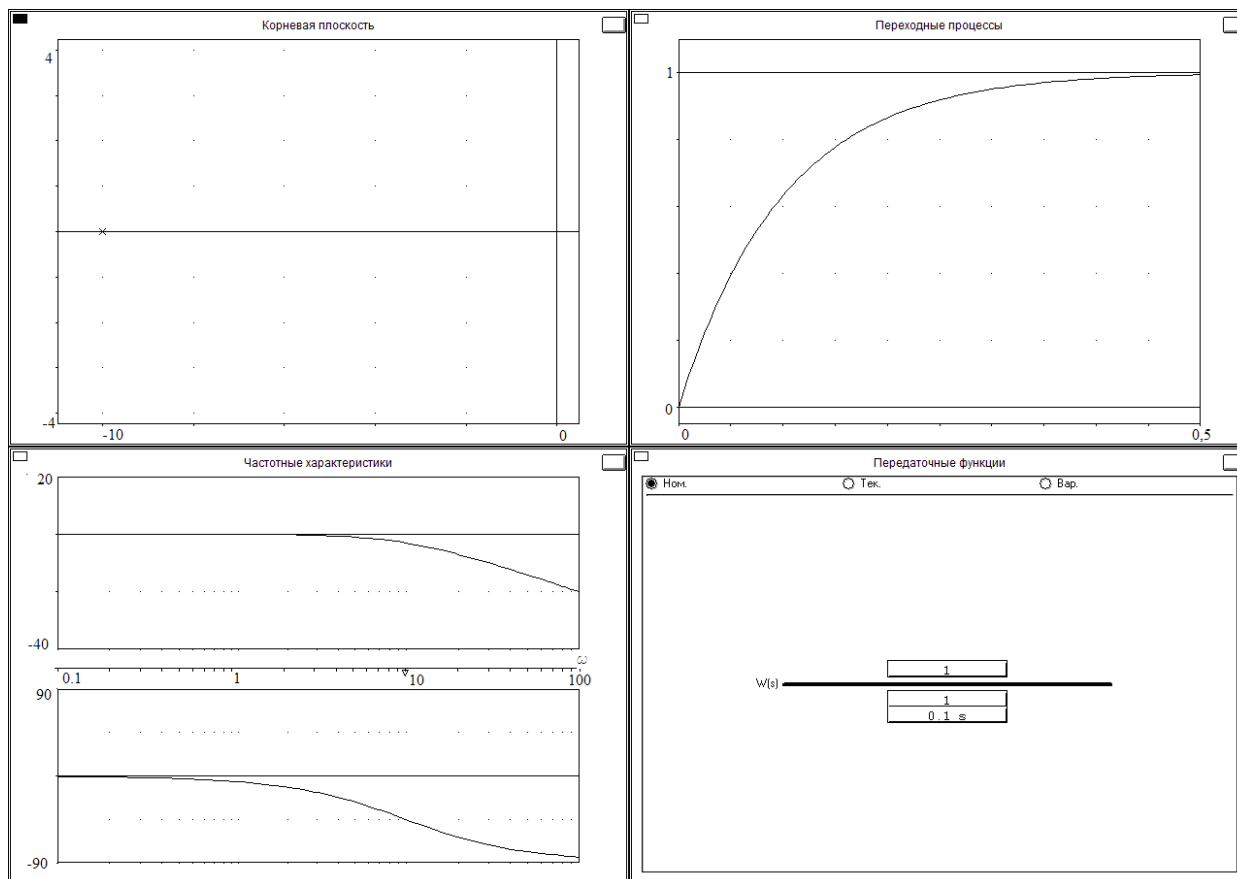 Корневая плоскость
4
-4
-10
0
Переходные процессы
1
0
0
0,5
Частотные характеристики
20
-40
ω
0.1
1
10
100
90
-90
Передаточные функции
Ном.
Тек.
Вар.
1
W(s)
1
0.1 s